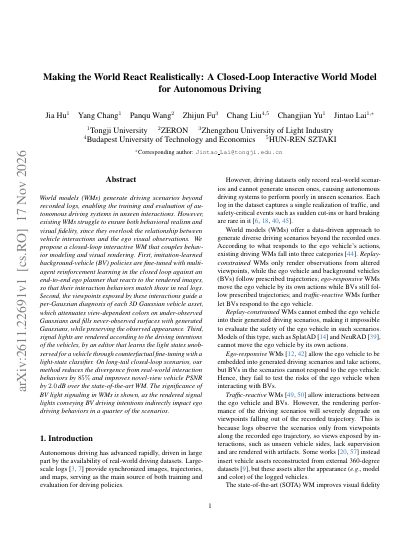 Making the World React Realistically: A Closed-Loop Interactive World Model
for Autonomous Driving
Jia Hu1 Yang Chang1 Panqu Wang2 Zhijun Fu3 Chang Liu4,5 Changjian Yu1 Jintao Lai1,*
1Tongji University 2ZERON 3Zhengzhou University of Light Industry
4Budapest University of Technology and Economics 5HUN-REN SZTAKI
*Corresponding author: Jintao_Lai@tongji.edu.cn
arXiv:2611.22691v1 [cs.RO] 17 Nov 2026
Abstract
World models (WMs) generate driving scenarios beyond
recorded logs, enabling the training and evaluation of au-
tonomous driving systems in unseen interactions. However,
existing WMs struggle to ensure both behavioral realism and
visual fidelity, since they overlook the relationship between
vehicle interactions and the ego visual observations. We
propose a closed-loop interactive WM that couples behav-
ior modeling and visual rendering. First, imitation-learned
background-vehicle (BV) policies are fine-tuned with multi-
agent reinforcement learning in the closed loop against an
end-to-end ego planner that reacts to the rendered images,
so that their interaction behaviors match those in real logs.
Second, the viewpoints exposed by these interactions guide a
per-Gaussian diagnosis of each 3D Gaussian vehicle asset,
which attenuates view-dependent colors on under-observed
Gaussians and fills never-observed surfaces with generated
Gaussians, while preserving the observed appearance. Third,
signal lights are rendered according to the driving intentions
of the vehicles, by an editor that learns the light states unob-
served for a vehicle through counterfactual fine-tuning with a
light-state classifier. On long-tail closed-loop scenarios, our
method reduces the divergence from real-world interaction
behaviors by 85% and improves novel-view vehicle PSNR
by 2.0dB over the state-of-the-art WM. The significance of
BV light signaling in WMs is shown, as the rendered signal
lights conveying BV driving intentions indirectly impact ego
driving behaviors in a quarter of the scenarios.
1. Introduction
Autonomous driving has advanced rapidly, driven in large
part by the availability of real-world driving datasets. Large-
scale logs [3, 7] provide synchronized images, trajectories,
and maps, serving as the main source of both training and
evaluation for driving policies.
However, driving datasets only record real-world scenar-
ios and cannot generate unseen ones, causing autonomous
driving systems to perform poorly in unseen scenarios. Each
log in the dataset captures a single realization of traffic, and
safety-critical events such as sudden cut-ins or hard braking
are rare in it [6, 18, 40, 45].
World models (WMs) offer a data-driven approach to
generate diverse driving scenarios beyond the recorded ones.
According to what responds to the ego vehicle's actions,
existing driving WMs fall into three categories [44]. Replay-
constrained WMs only render observations from altered
viewpoints, while the ego vehicle and background vehicles
(BVs) follow prescribed trajectories; ego-responsive WMs
move the ego vehicle by its own actions while BVs still fol-
low prescribed trajectories; and traffic-reactive WMs further
let BVs respond to the ego vehicle.
Replay-constrained WMs cannot embed the ego vehicle
into their generated driving scenarios, making it impossible
to evaluate the safety of the ego vehicle in such scenarios
Models of this type, such as SplatAD [14] and NeuRAD [39],
cannot move the ego vehicle by its own actions.
Ego-responsive WMs [12, 42] allow the ego vehicle to be
embedded into generated driving scenarios and take actions,
but BVs in the scenarios cannot respond to the ego vehicle.
Hence, they fail to test the risks of the ego vehicle when
interacting with BVs.
Traffic-reactive WMs [49, 50] allow interactions between
the ego vehicle and BVs. However, the rendering perfor-
mance of the driving scenarios will severely degrade on
viewpoints falling out of the recorded trajectory. This is
because logs observe the scenarios only from viewpoints
along the recorded ego trajectory, so views exposed by in-
teractions, such as unseen vehicle sides, lack supervision
and are rendered with artifacts. Some works [20, 57] instead
insert vehicle assets reconstructed from external 360-degree
datasets [9], but these assets alter the appearance (e.g., model
and color) of the logged vehicles.
The state-of-the-art (SOTA) WM improves visual fidelity
1